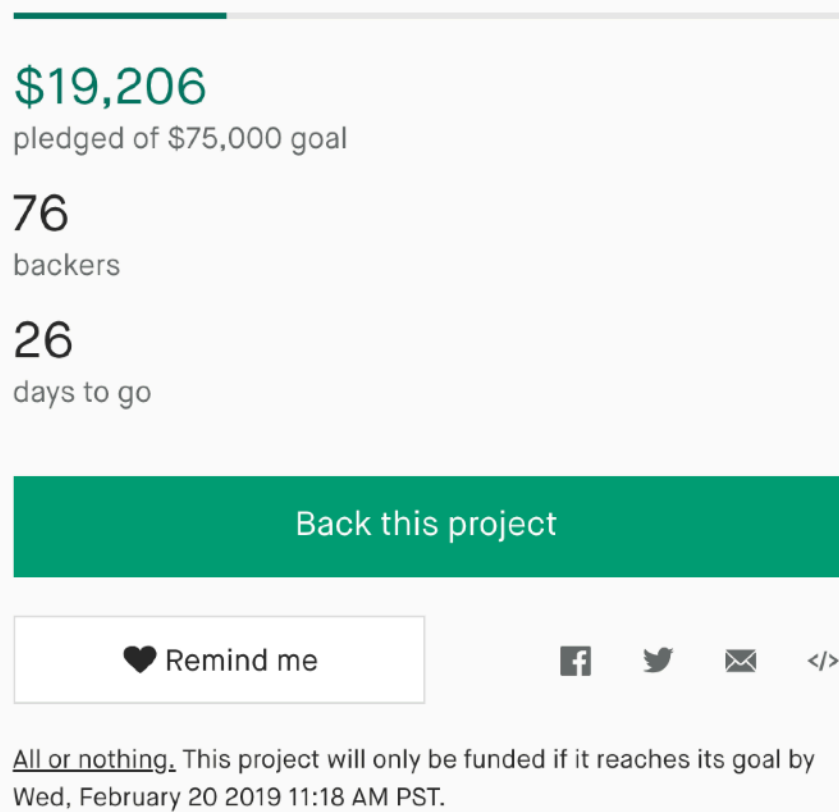 $19,206
pledged of $75,000 goal
76
backers
26
days to go
Back this project
Remind me
</>
All or nothing. This project will only be funded if it reaches its goal by
Wed, February 20 2019 11:18 AM PST.